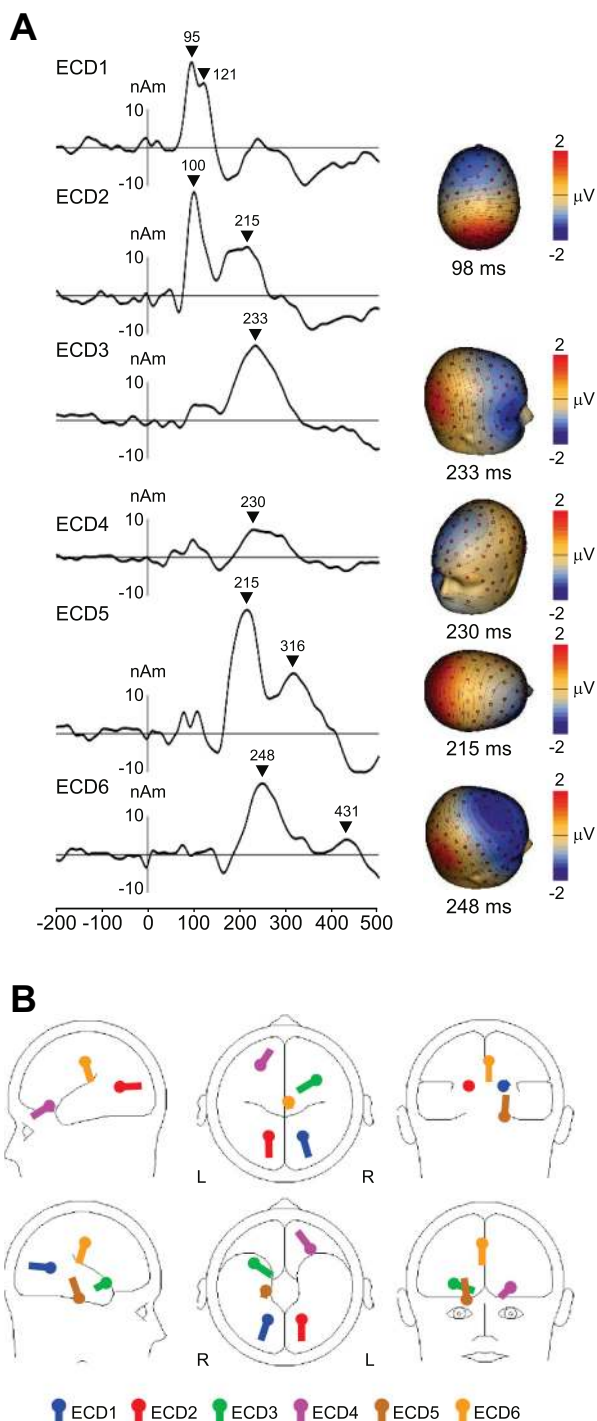 A
ECD1
95
121
nAm
10
-10
2
μV
-2
98 ms
ECD2
100
215
nAm
10
-10
ECD3
233
nAm
10
-10
2
μV
-2
233 ms
ECD4
230
nAm
10
-10
2
μV
-2
230 ms
ECD5
215
316
nAm
10
-10
2
μV
-2
215 ms
ECD6
248
431
nAm
10
-10
2
μV
-2
248 ms
-200 -100 0 100 200 300 400 500
B
L R
R L
ECD1 ECD2 ECD3 ECD4 ECD5 ECD6